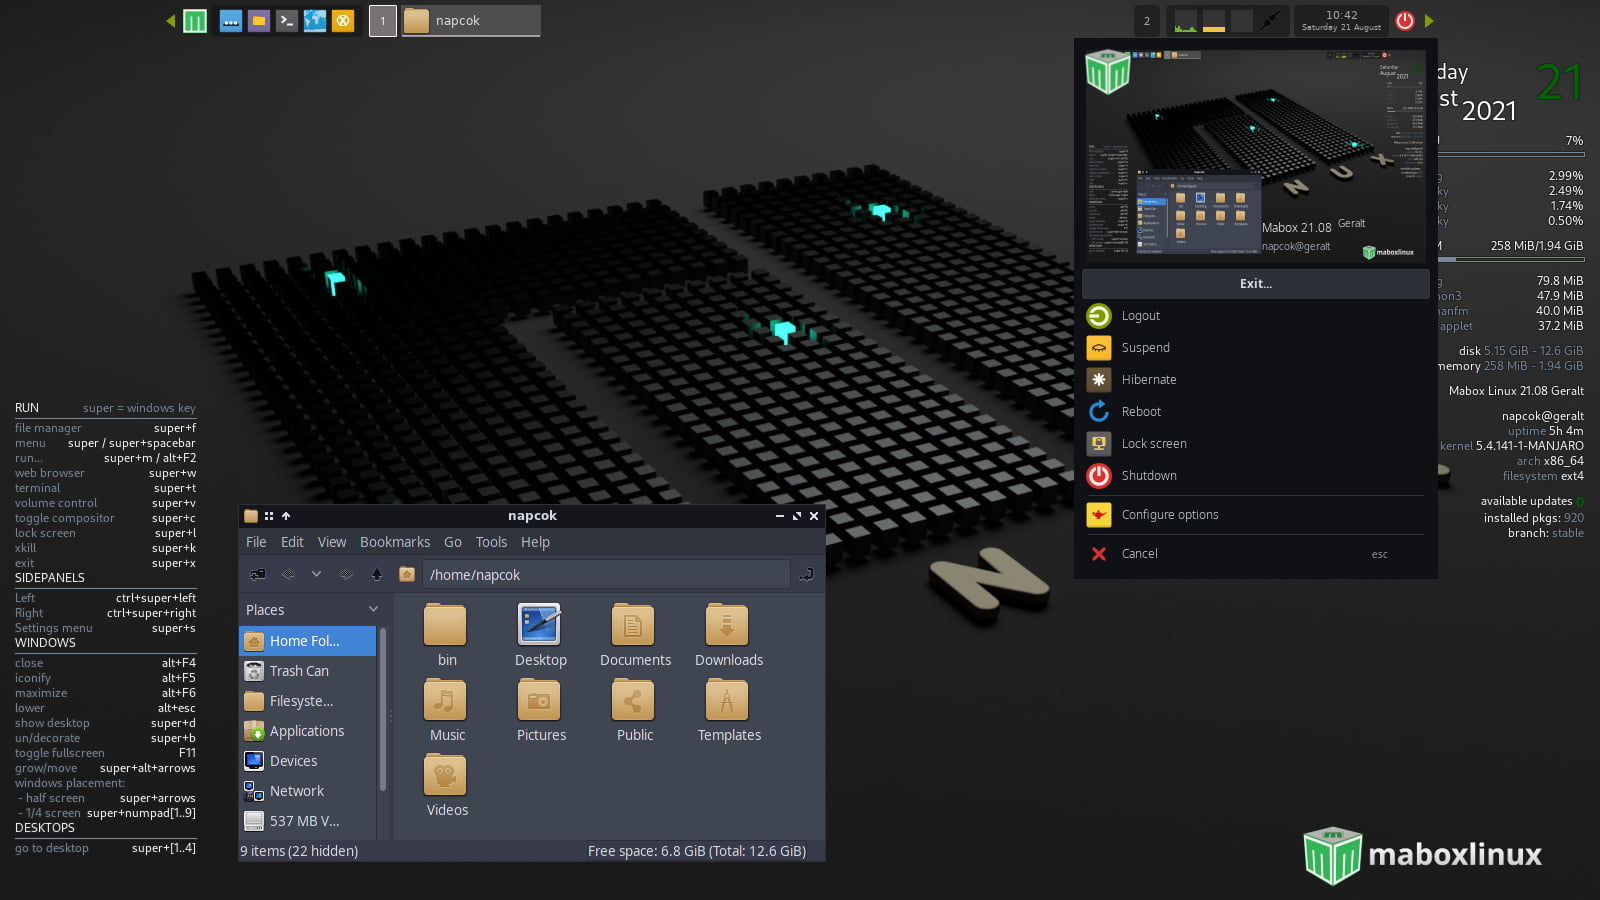 1
napcok
2
10:42
Saturday 21 August
day
21
st
2021
7%
2.99%
ky 2.49%
ky 1.74%
ky 0.50%
258 MiB/1.94 GiB
79.8 MiB
on3 47.9 MiB
anfm 40.0 MiB
-applet 37.2 MiB
disk 5.15 GiB - 12.6 GiB
memory 258 MiB - 1.94 GiB
Mabox Linux 21.08 Geralt
napcok@geralt
uptime 5h 4m
kernel 5.4.141-1-MANJARO
arch x86_64
filesystem ext4
available updates 0
installed pkgs: 920
branch: stable
Saturday
August 2021
N U X
Mabox 21.08 Geralt
napcok@geralt
maboxlinux
Exit...
Logout
Suspend
Hibernate
Reboot
Lock screen
Shutdown
Configure options
Cancel esc
RUN super = windows key
file manager super+f
menu super / super+spacebar
run... super+m / alt+F2
web browser super+w
terminal super+t
volume control super+v
toggle compositor super+c
lock screen super+l
xkill super+k
exit super+x
SIDEPANELS
Left ctrl+super+left
Right ctrl+super+right
Settings menu super+s
WINDOWS
close alt+F4
iconify alt+F5
maximize alt+F6
lower alt+esc
show desktop super+d
un/decorate super+b
toggle fullscreen F11
grow/move super+alt+arrows
windows placement:
- half screen super+arrows
- 1/4 screen super+numpad[1..9]
DESKTOPS
go to desktop super+[1..4]
napcok
File Edit View Bookmarks Go Tools Help
/home/napcok
Places
Home Fol...
Trash Can
Filesyste...
Applications
Devices
Network
537 MB V...
bin
Desktop
Documents
Downloads
Music
Pictures
Public
Templates
Videos
9 items (22 hidden)
Free space: 6.8 GiB (Total: 12.6 GiB)
N
maboxlinux